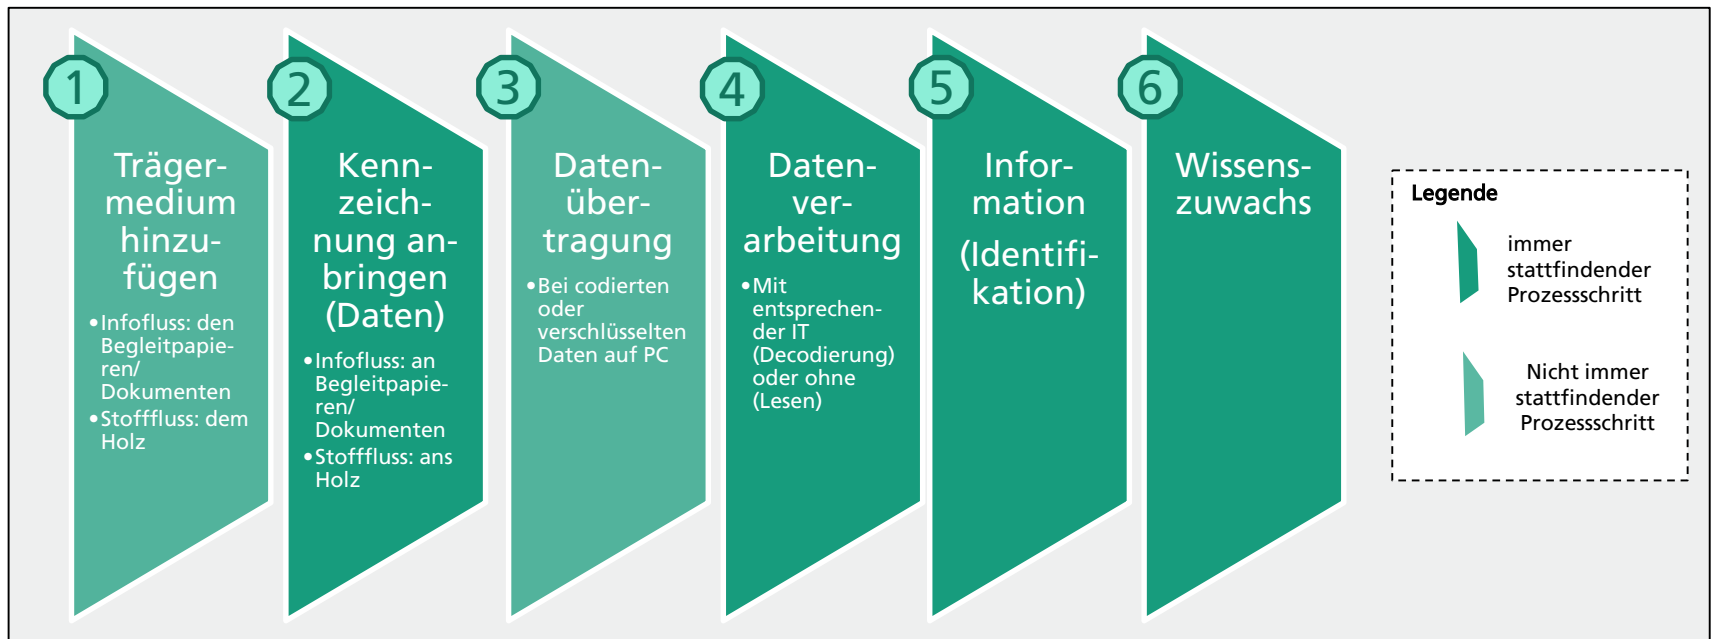 1
Träger-
medium
hinzu-
fügen
•Infofluss: den
Begleitpapie-
ren/
Dokumenten
•Stofffluss: dem
Holz
2
Kenn-
zeich-
nung an-
bringen
(Daten)
•Infofluss: an
Begleitpapie-
ren/
Dokumenten
•Stofffluss: ans
Holz
3
Daten-
über-
tragung
•Bei codierten
oder
verschlüsselten
Daten auf PC
4
Daten-
ver-
arbeitung
•Mit
entsprechen-
der IT
(Decodierung)
oder ohne
(Lesen)
5
Infor-
mation
(Identifi-
kation)
6
Wissens-
zuwachs
Legende
immer
stattfindender
Prozessschritt
Nicht immer
stattfindender
Prozessschritt